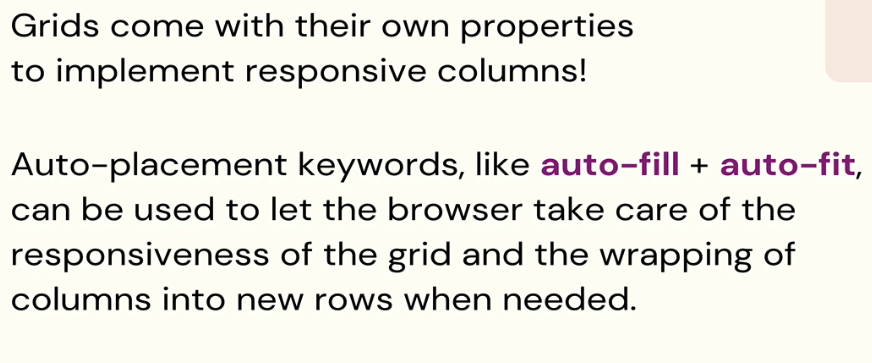 Grids come with their own properties
to implement responsive columns!
Auto-placement keywords, like auto-fill + auto-fit,
can be used to let the browser take care of the
responsiveness of the grid and the wrapping of
columns into new rows when needed.